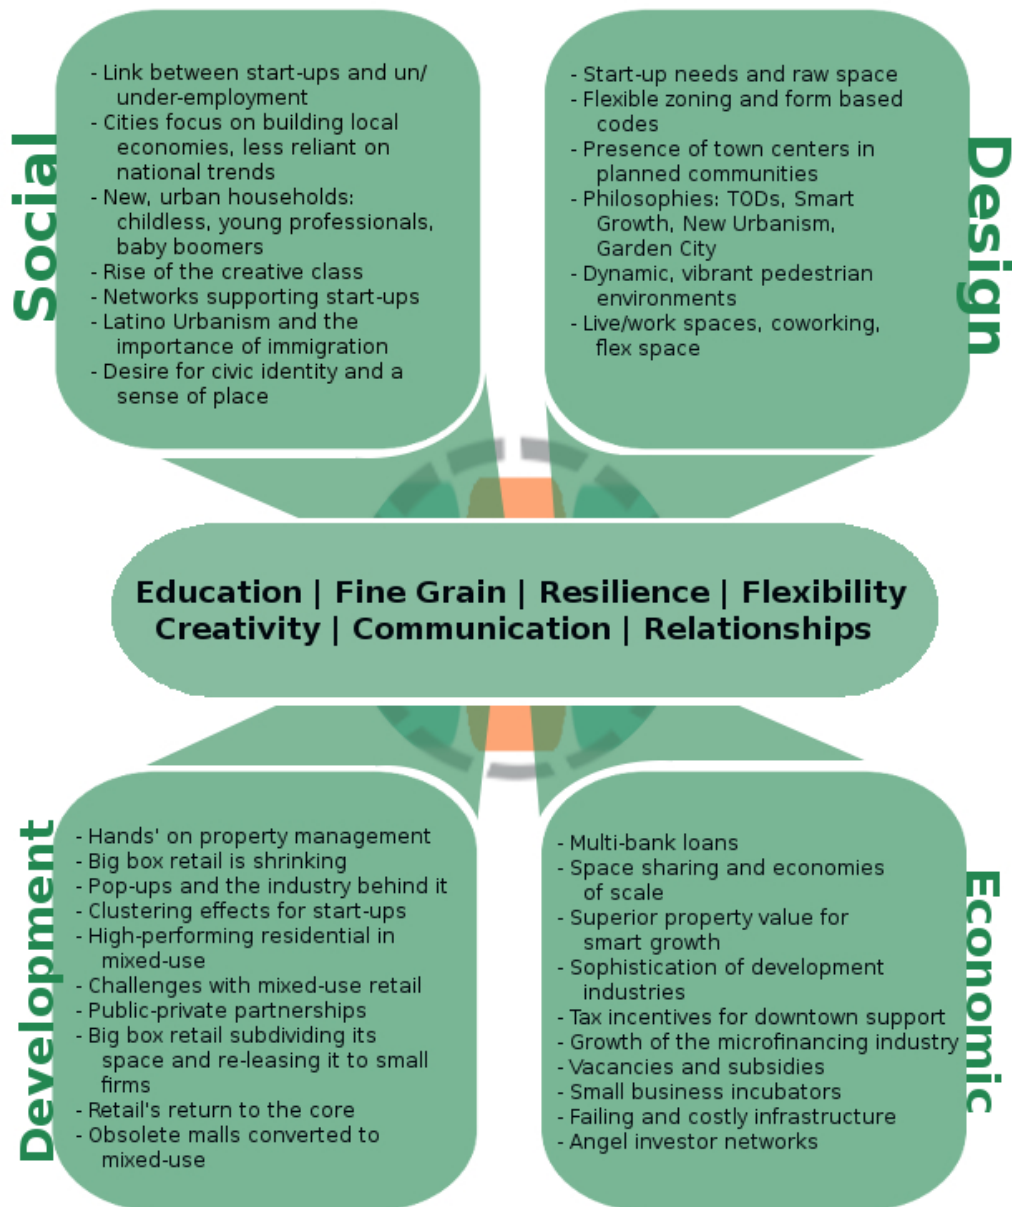 Social
- Link between start-ups and un/
under-employment
- Cities focus on building local
economies, less reliant on
national trends
- New, urban households:
childless, young professionals,
baby boomers
- Rise of the creative class
- Networks supporting start-ups
- Latino Urbanism and the
importance of immigration
- Desire for civic identity and a
sense of place
Design
- Start-up needs and raw space
- Flexible zoning and form based
codes
- Presence of town centers in
planned communities
- Philosophies: TODs, Smart
Growth, New Urbanism,
Garden City
- Dynamic, vibrant pedestrian
environments
- Live/work spaces, coworking,
flex space
Education | Fine Grain | Resilience | Flexibility
Creativity | Communication | Relationships
Development
- Hands' on property management
- Big box retail is shrinking
- Pop-ups and the industry behind it
- Clustering effects for start-ups
- High-performing residential in
mixed-use
- Challenges with mixed-use retail
- Public-private partnerships
- Big box retail subdividing its
space and re-leasing it to small
firms
- Retail's return to the core
- Obsolete malls converted to
mixed-use
Economic
- Multi-bank loans
- Space sharing and economies
of scale
- Superior property value for
smart growth
- Sophistication of development
industries
- Tax incentives for downtown support
- Growth of the microfinancing industry
- Vacancies and subsidies
- Small business incubators
- Failing and costly infrastructure
- Angel investor networks